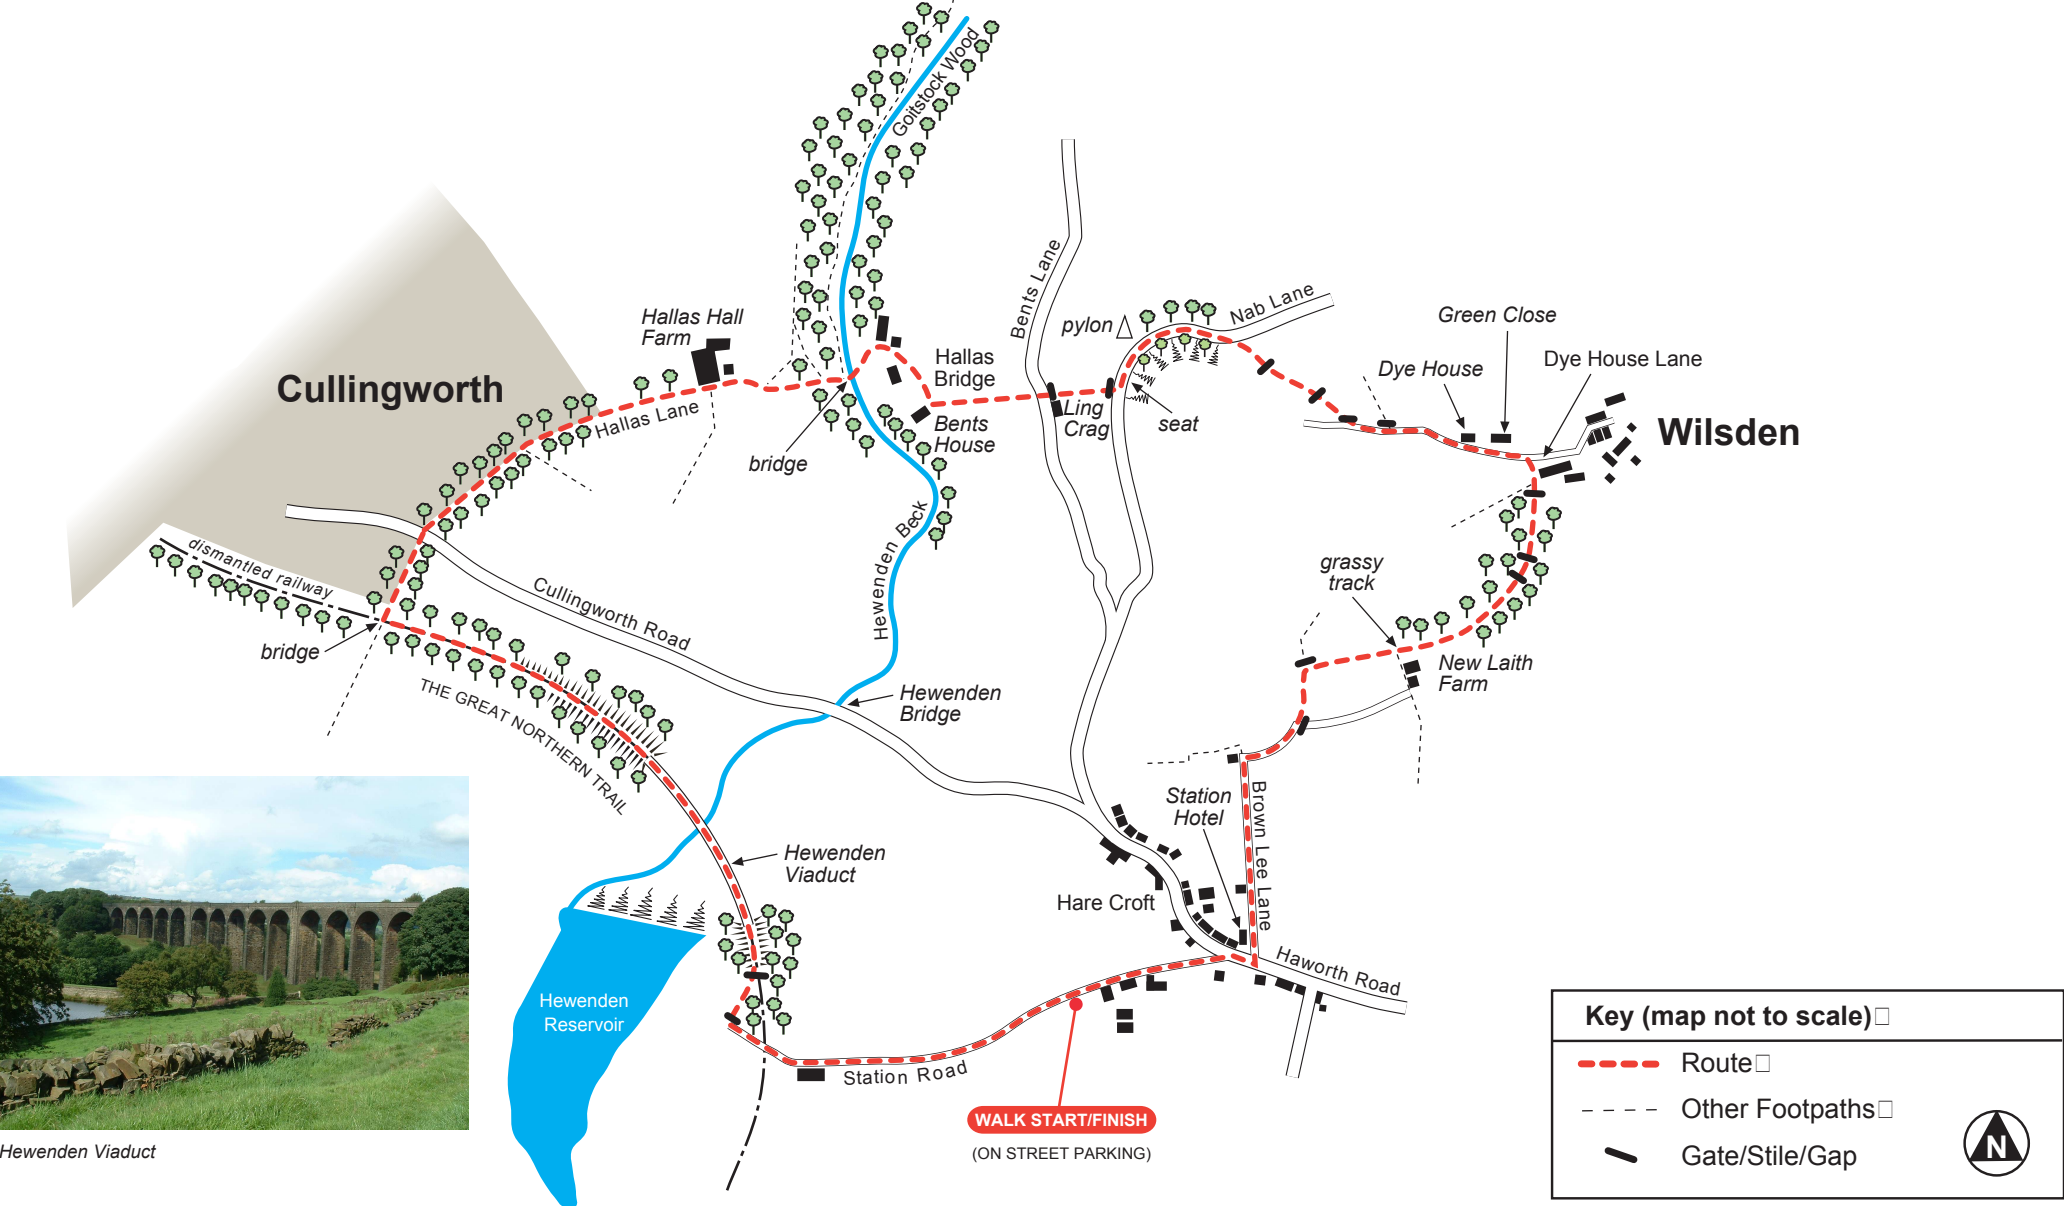 Goitstock Wood
Bents Lane
Nab Lane
pylon
Hallas Hall
Farm
Green Close
Dye House
Dye House Lane
Hallas
Bridge
Cullingworth
Hallas Lane
Ling
Crag
seat
Bents
House
Wilsden
bridge
Hewenden Beck
dismantled railway
Cullingworth Road
grassy
track
bridge
New Laith
Farm
THE GREAT NORTHERN TRAIL
Hewenden
Bridge
Station
Hotel
Brown Lee Lane
Hewenden
Viaduct
Hare Croft
Haworth Road
Hewenden
Reservoir
Station Road
WALK START/FINISH
(ON STREET PARKING)
Hewenden Viaduct
Key (map not to scale)
Route
Other Footpaths
Gate/Stile/Gap
N